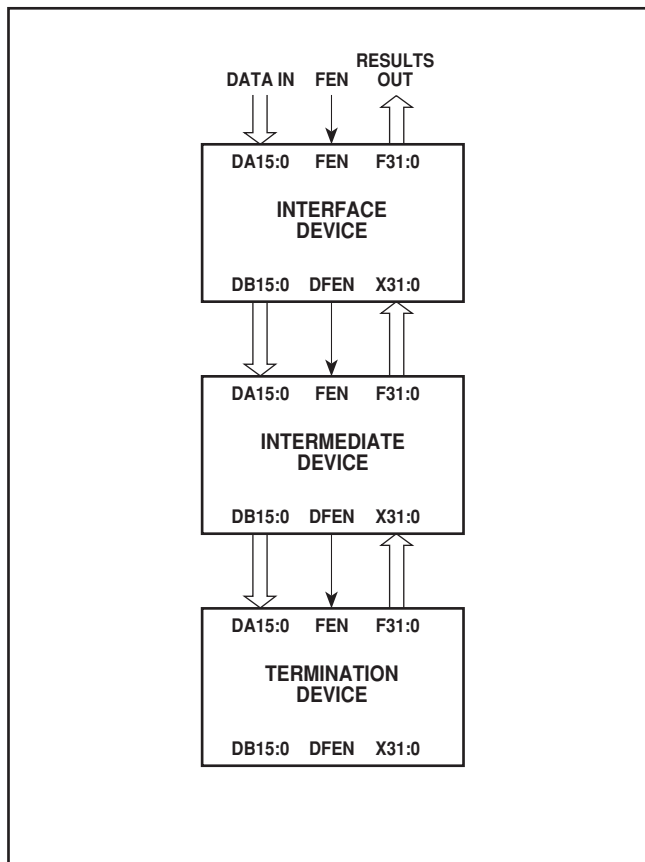 RESULTS
DATA IN FEN OUT
DA15:0 FEN F31:0
INTERFACE
DEVICE
DB15:0 DFEN X31:0
DA15:0 FEN F31:0
INTERMEDIATE
DEVICE
DB15:0 DFEN X31:0
DA15:0 FEN F31:0
TERMINATION
DEVICE
DB15:0 DFEN X31:0